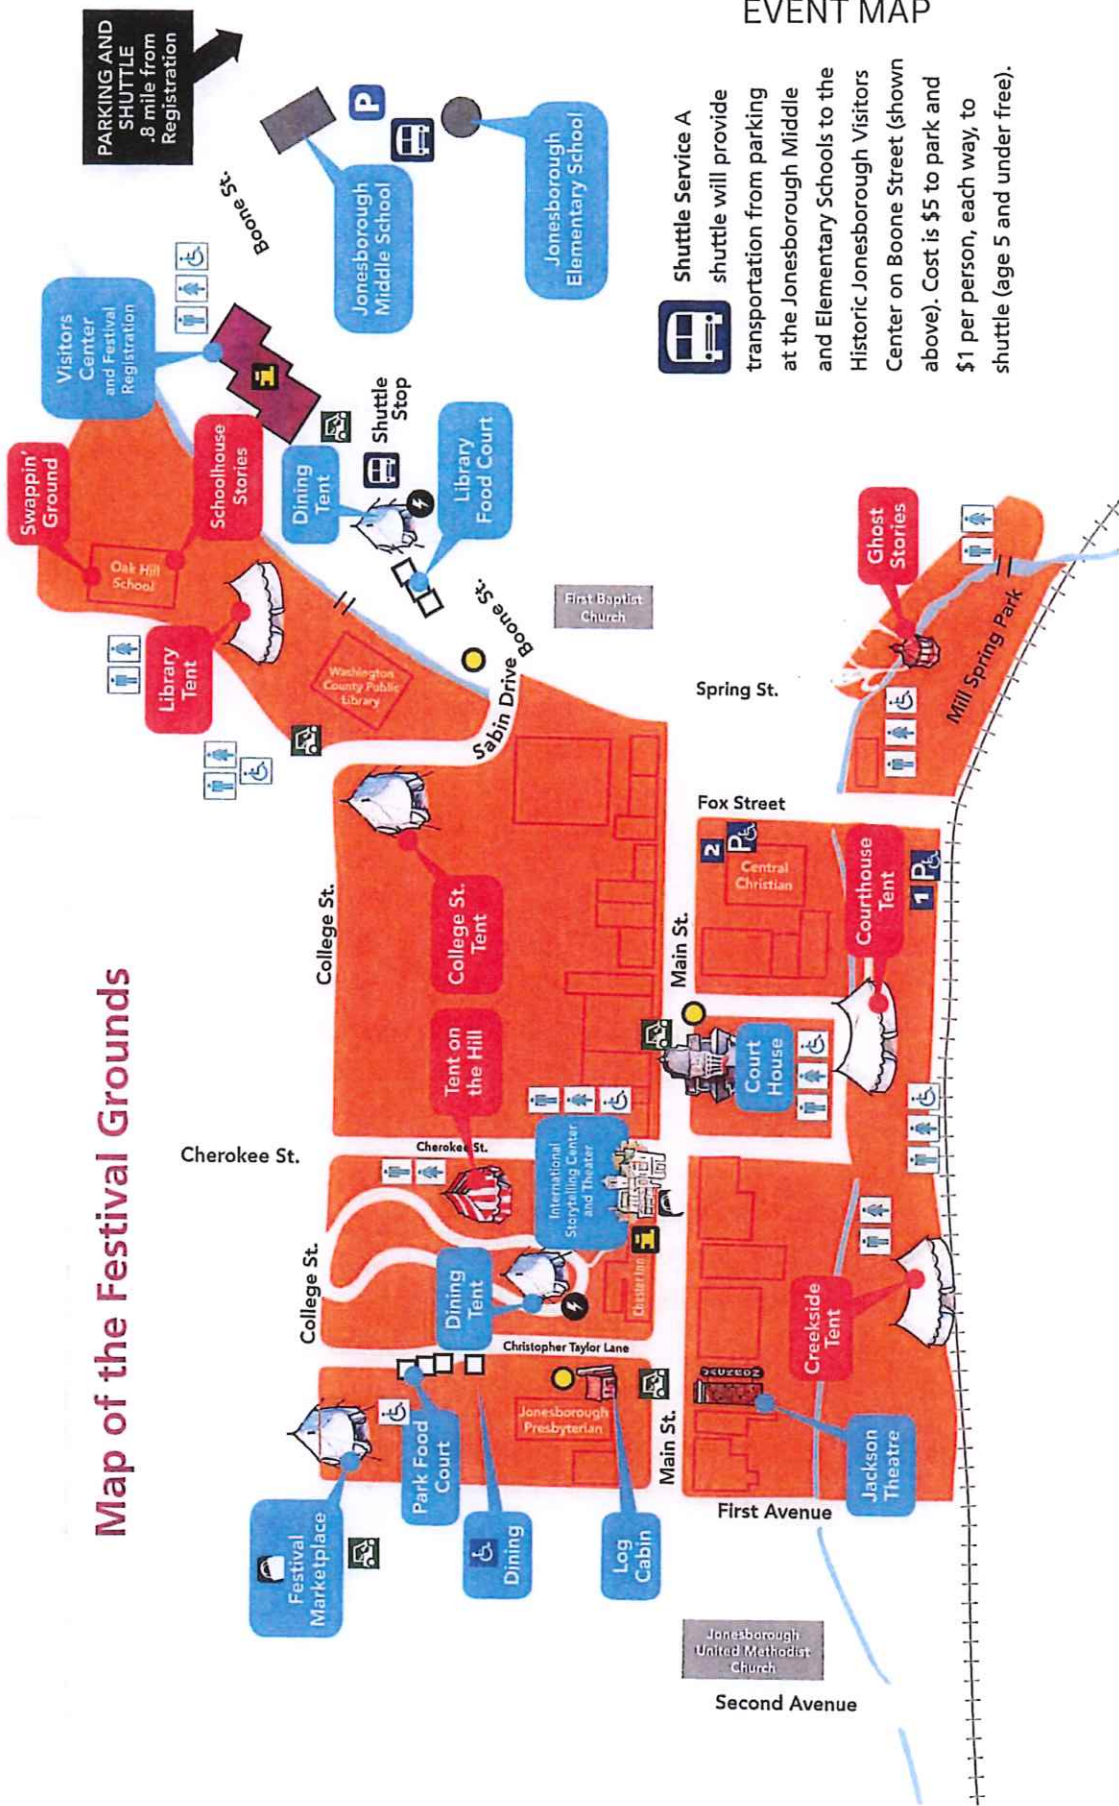 Map of the Festival Grounds
EVENT MAP
PARKING AND
SHUTTLE
.8 mile from
Registration
Boone St.
Jonesborough
Middle School
P
Jonesborough
Elementary School
Visitors
Center
and Festival
Registration
Swappin'
Ground
Schoolhouse
Stories
Oak Hill
School
Library
Tent
Dining
Tent
Shuttle
Stop
Library
Food Court
Washington
County Public
Library
Boone St.
Sabin Drive
First Baptist
Church
Shuttle Service A
shuttle will provide
transportation from parking
at the Jonesborough Middle
and Elementary Schools to the
Historic Jonesborough Visitors
Center on Boone Street (shown
above). Cost is $5 to park and
$1 per person, each way, to
shuttle (age 5 and under free).
Spring St.
Ghost
Stories
Mill Spring Park
Fox Street
College St.
College St.
Tent
Main St.
2
P
Central
Christian
Courthouse
Tent
1
P
Tent on
the Hill
Court
House
Cherokee St.
Cherokee St.
International
Storytelling Center
and Theater
College St.
Dining
Tent
Chester Inn
Christopher Taylor Lane
Creekside
Tent
Park Food
Court
Jonesborough
Presbyterian
Main St.
JACKSON
Jackson
Theatre
Festival
Marketplace
Dining
Log
Cabin
First Avenue
Jonesborough
United Methodist
Church
Second Avenue